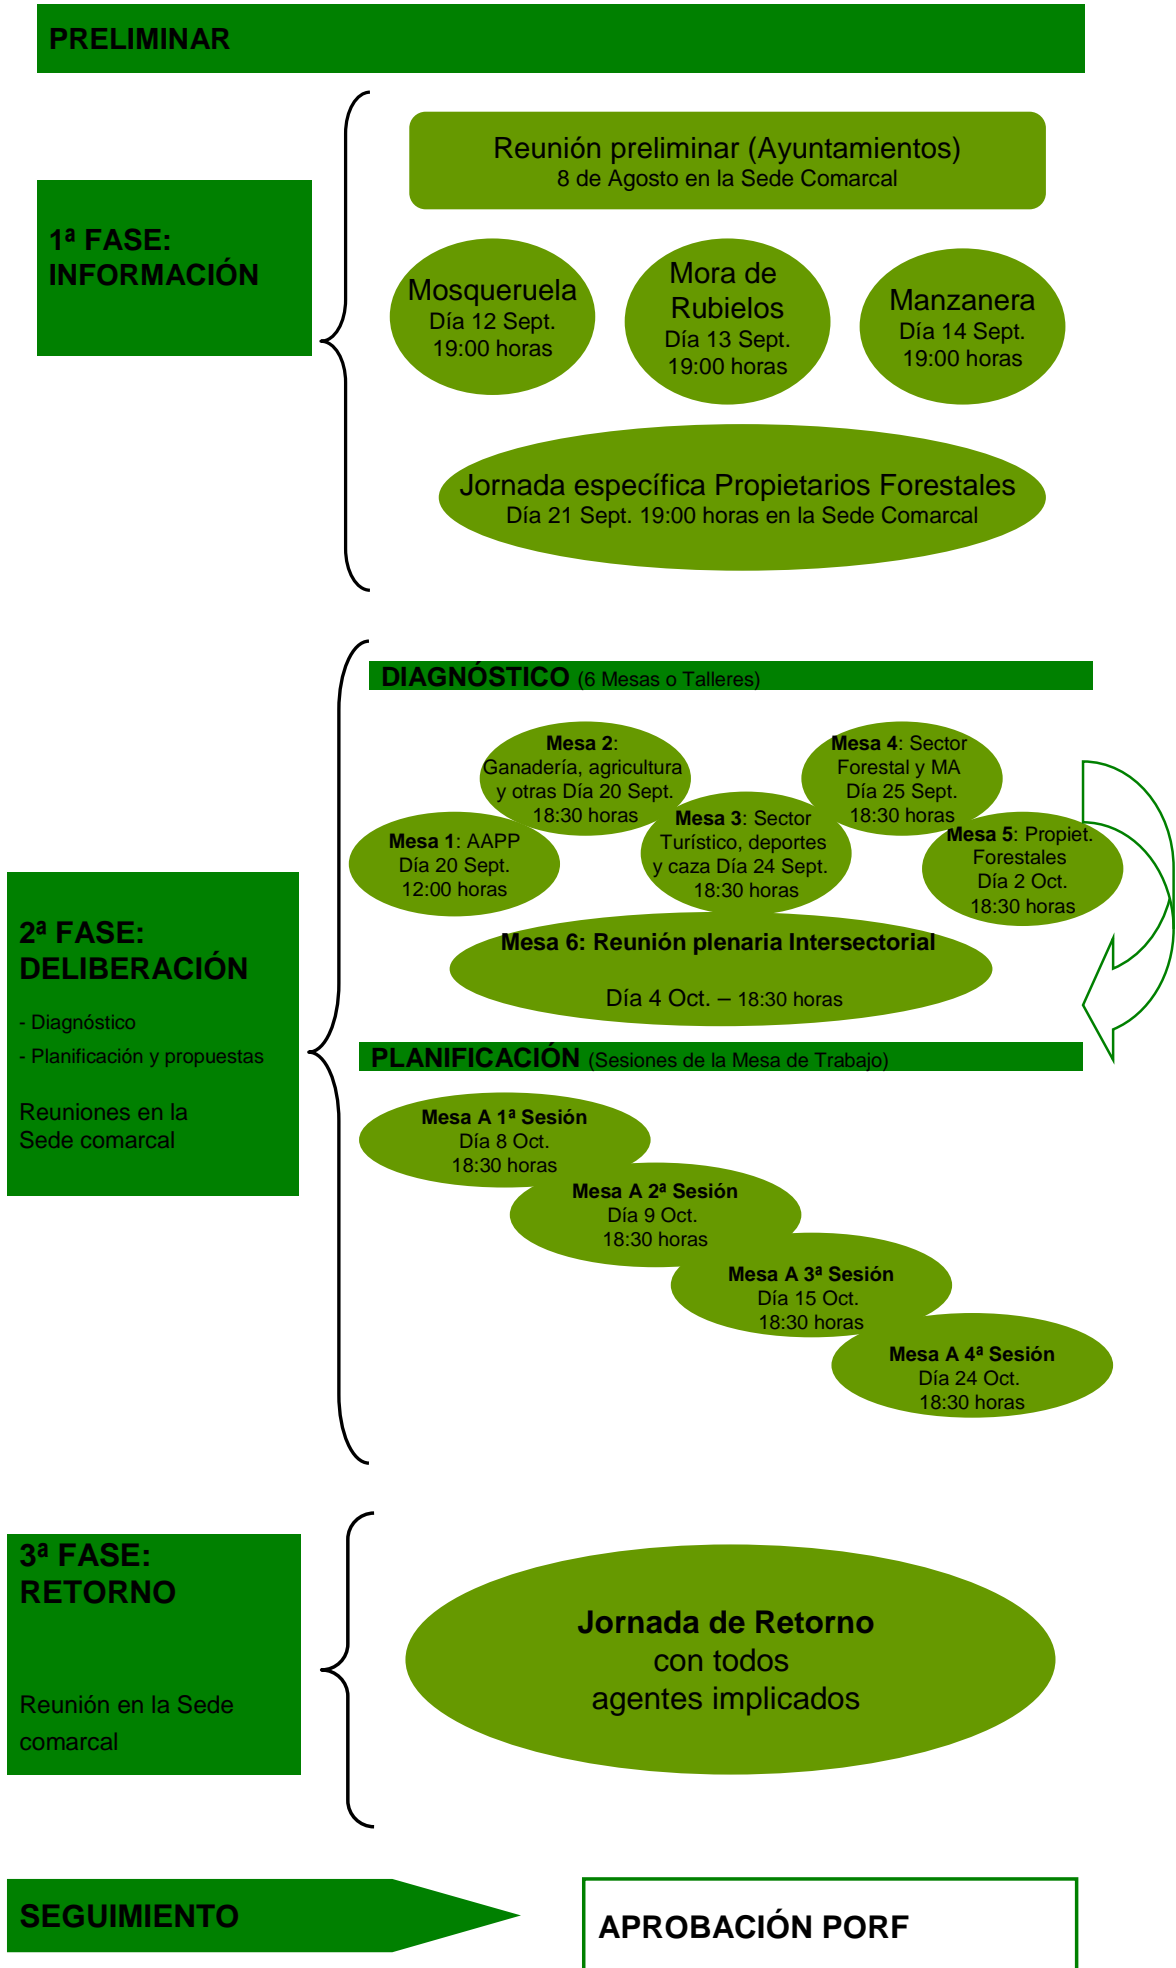 PRELIMINAR
Reunión preliminar (Ayuntamientos)
8 de Agosto en la Sede Comarcal
1ª FASE:
INFORMACIÓN
Mosqueruela
Día 12 Sept.
19:00 horas
Mora de
Rubielos
Día 13 Sept.
19:00 horas
Manzanera
Día 14 Sept.
19:00 horas
Jornada específica Propietarios Forestales
Día 21 Sept. 19:00 horas en la Sede Comarcal
DIAGNÓSTICO (6 Mesas o Talleres)
Mesa 1: AAPP
Día 20 Sept.
12:00 horas
Mesa 2:
Ganadería, agricultura
y otras Día 20 Sept.
18:30 horas
Mesa 3: Sector
Turístico, deportes
y caza Día 24 Sept.
18:30 horas
Mesa 4: Sector
Forestal y MA
Día 25 Sept.
18:30 horas
Mesa 5: Propiet.
Forestales
Día 2 Oct.
18:30 horas
Mesa 6: Reunión plenaria Intersectorial
Día 4 Oct. – 18:30 horas
2ª FASE:
DELIBERACIÓN
- Diagnóstico
- Planificación y propuestas
Reuniones en la
Sede comarcal
PLANIFICACIÓN (Sesiones de la Mesa de Trabajo)
Mesa A 1ª Sesión
Día 8 Oct.
18:30 horas
Mesa A 2ª Sesión
Día 9 Oct.
18:30 horas
Mesa A 3ª Sesión
Día 15 Oct.
18:30 horas
Mesa A 4ª Sesión
Día 24 Oct.
18:30 horas
3ª FASE:
RETORNO
Reunión en la Sede
comarcal
Jornada de Retorno
con todos
agentes implicados
SEGUIMIENTO
APROBACIÓN PORF